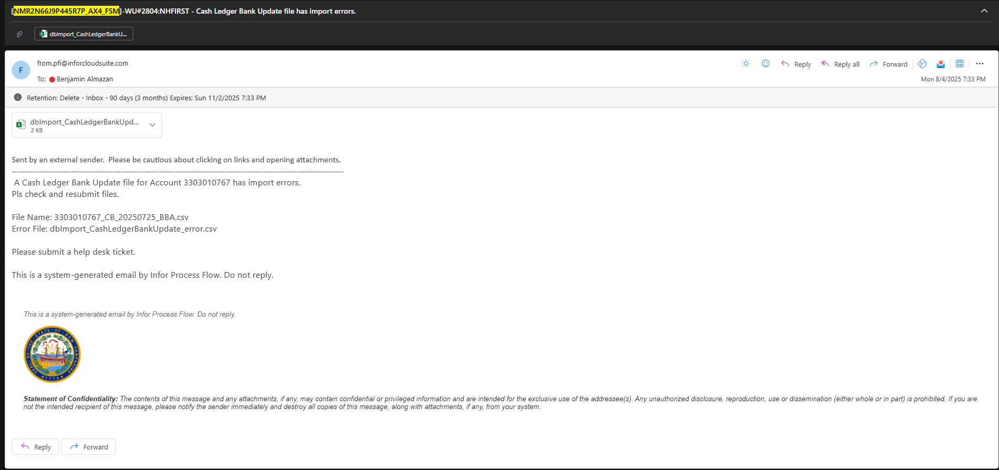 [NMR2N66J9P445R7P_AX4_FSM]-WU#2804:NHFIRST - Cash Ledger Bank Update file has import errors.
dbImport_CashLedgerBankU...
F
from.pfi@inforcloudsuite.com
Reply
Reply all
Forward
To: Benjamin Almazan
Mon 8/4/2025 7:33 PM
Retention: Delete - Inbox - 90 days (3 months) Expires: Sun 11/2/2025 7:33 PM
dbImport_CashLedgerBankUpd...
2 KB
Sent by an external sender.  Please be cautious about clicking on links and opening attachments.
A Cash Ledger Bank Update file for Account 3303010767 has import errors.
Pls check and resubmit files.
File Name: 3303010767_CB_20250725_BBA.csv
Error File: dbImport_CashLedgerBankUpdate_error.csv
Please submit a help desk ticket.
This is a system-generated email by Infor Process Flow. Do not reply.
This is a system-generated email by Infor Process Flow. Do not reply.
SEAL · OF · THE · STATE · OF · NEW HAMPSHIRE
1776
Statement of Confidentiality: The contents of this message and any attachments, if any, may contain confidential or privileged information and are intended for the exclusive use of the addressee(s). Any unauthorized disclosure, reproduction, use or dissemination (either whole or in part) is prohibited. If you are
not the intended recipient of this message, please notify the sender immediately and destroy all copies of this message, along with attachments, if any, from your system.
Reply
Forward